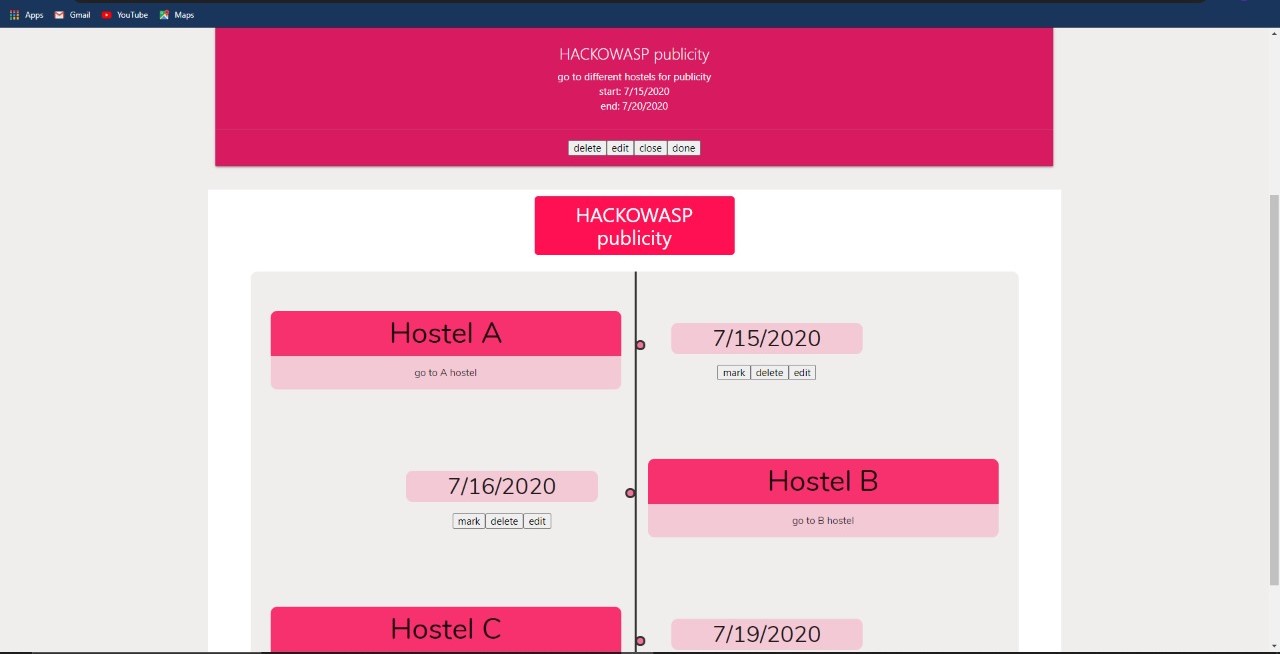 Apps Gmail YouTube Maps
HACKOWASP publicity
go to different hostels for publicity
start: 7/15/2020
end: 7/20/2020
delete edit close done
HACKOWASP
publicity
Hostel A
go to A hostel
7/15/2020
mark delete edit
7/16/2020
mark delete edit
Hostel B
go to B hostel
Hostel C
7/19/2020